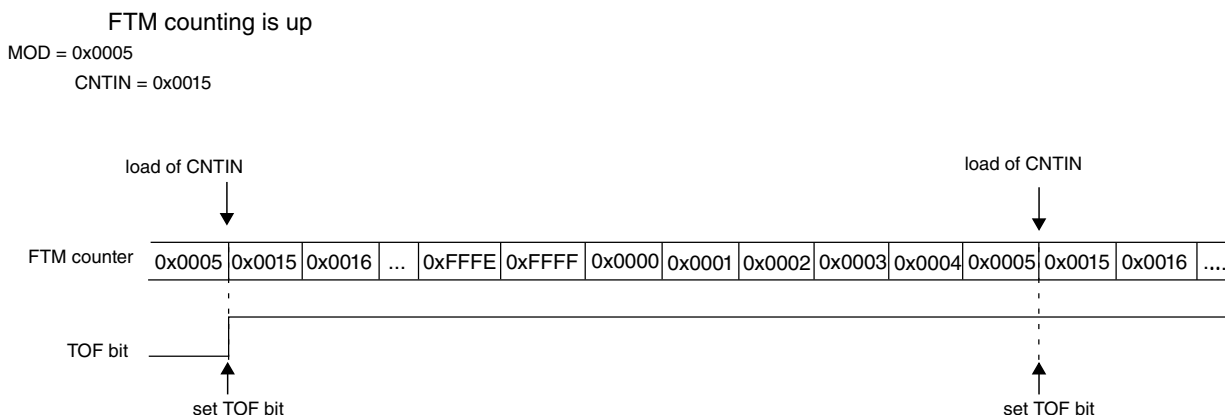 FTM counting is up
MOD = 0x0005
CNTIN = 0x0015
load of CNTIN load of CNTIN
FTM counter 0x0005 0x0015 0x0016 ... 0xFFFE 0xFFFF 0x0000 0x0001 0x0002 0x0003 0x0004 0x0005 0x0015 0x0016 ....
TOF bit
set TOF bit set TOF bit